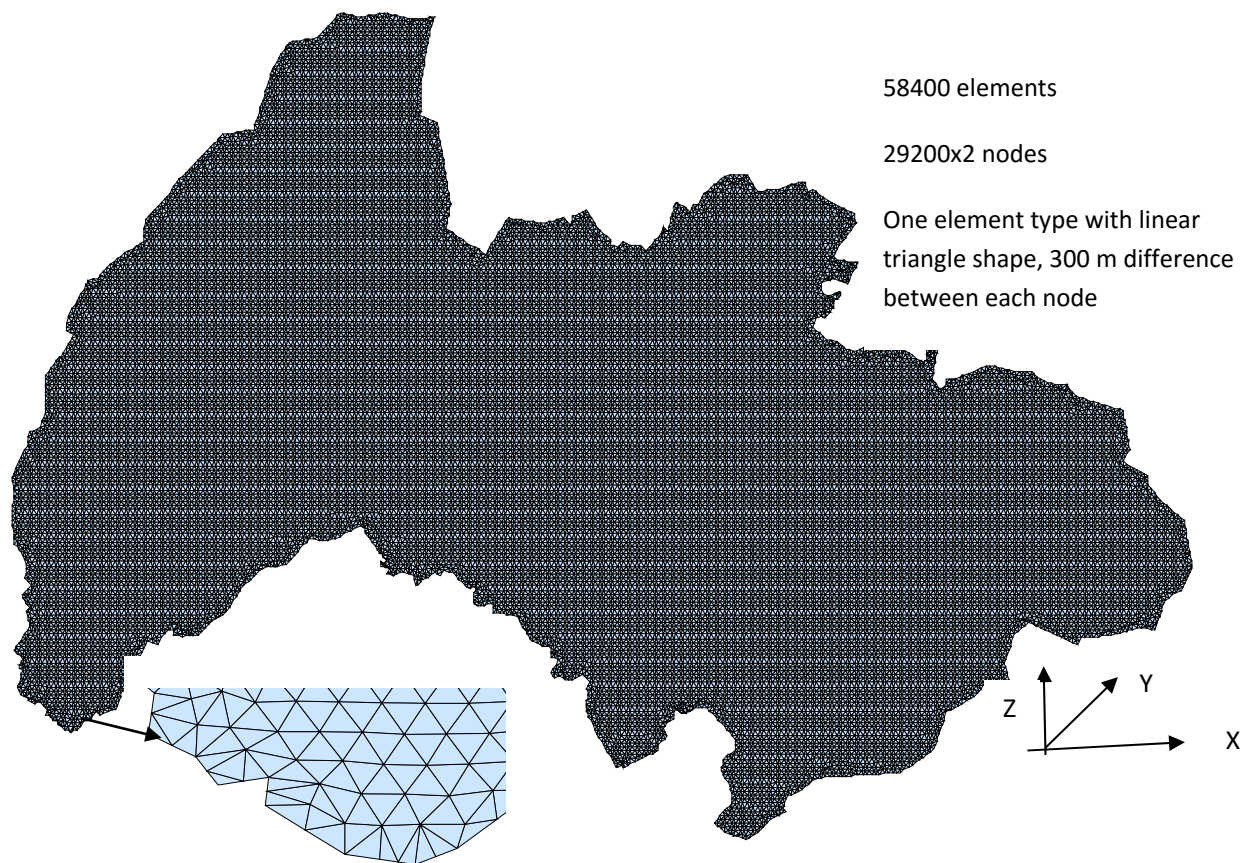 58400 elements
29200x2 nodes
One element type with linear
triangle shape, 300 m difference
between each node
Z
Y
X